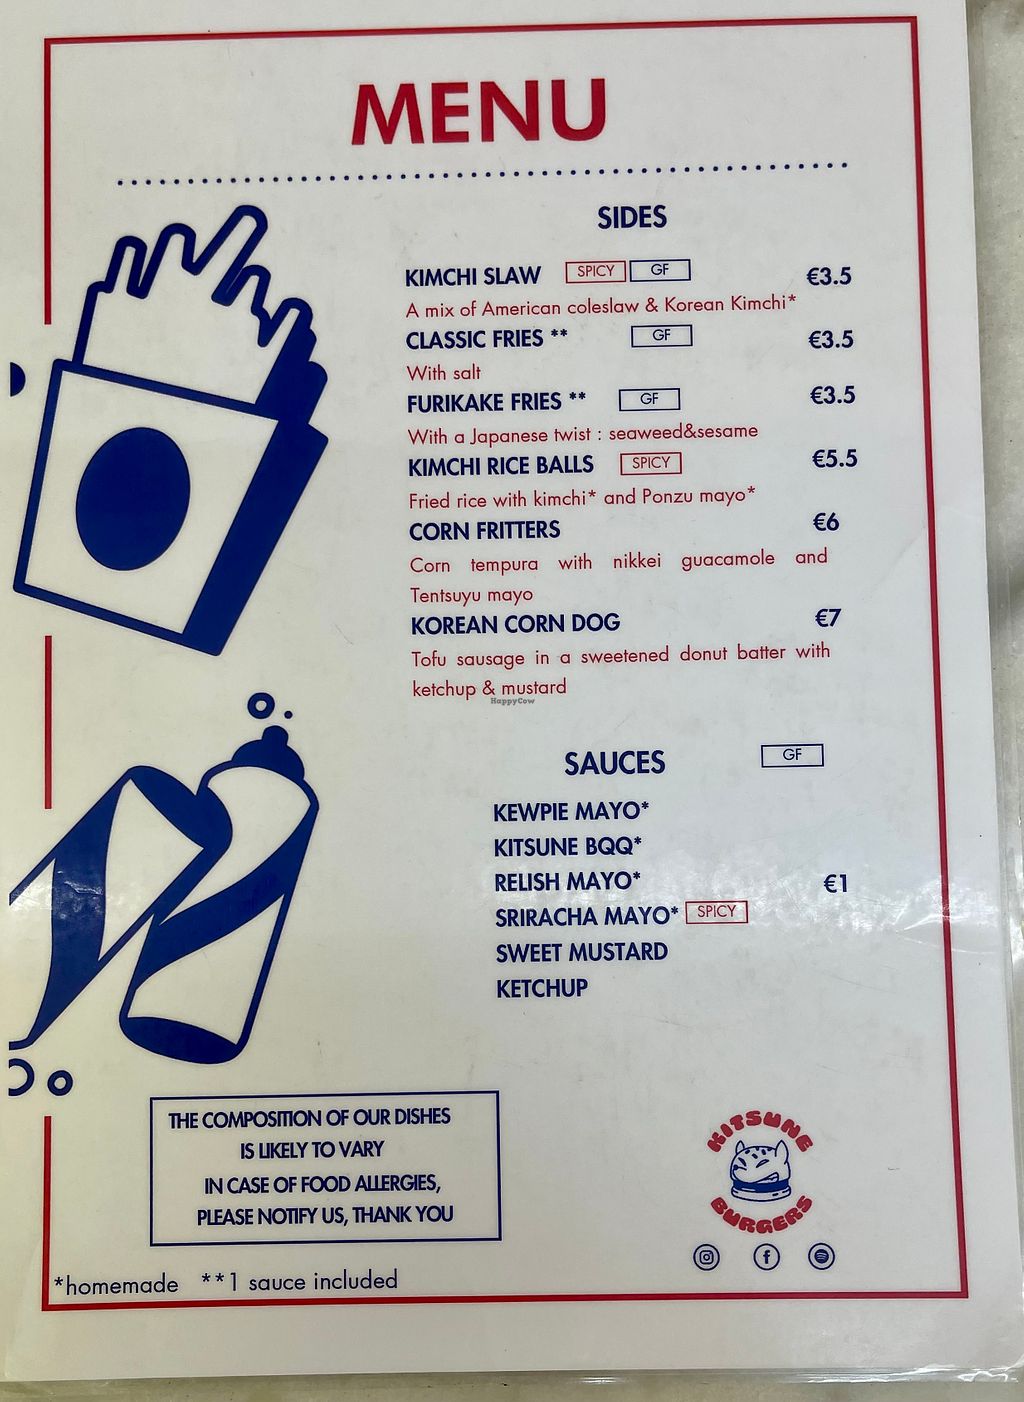 MENU
SIDES
KIMCHI SLAW SPICY GF €3.5
A mix of American coleslaw & Korean Kimchi*
CLASSIC FRIES ** GF €3.5
With salt
FURIKAKE FRIES ** GF €3.5
With a Japanese twist : seaweed&sesame
KIMCHI RICE BALLS SPICY €5.5
Fried rice with kimchi* and Ponzu mayo*
CORN FRITTERS €6
Corn tempura with nikkei guacamole and
Tentsuyu mayo
KOREAN CORN DOG €7
Tofu sausage in a sweetened donut batter with
ketchup & mustard
HappyCow
SAUCES GF
KEWPIE MAYO*
KITSUNE BQQ*
RELISH MAYO* €1
SRIRACHA MAYO* SPICY
SWEET MUSTARD
KETCHUP
THE COMPOSITION OF OUR DISHES
IS LIKELY TO VARY
IN CASE OF FOOD ALLERGIES,
PLEASE NOTIFY US, THANK YOU
KITSUNE
BURGERS
*homemade **1 sauce included